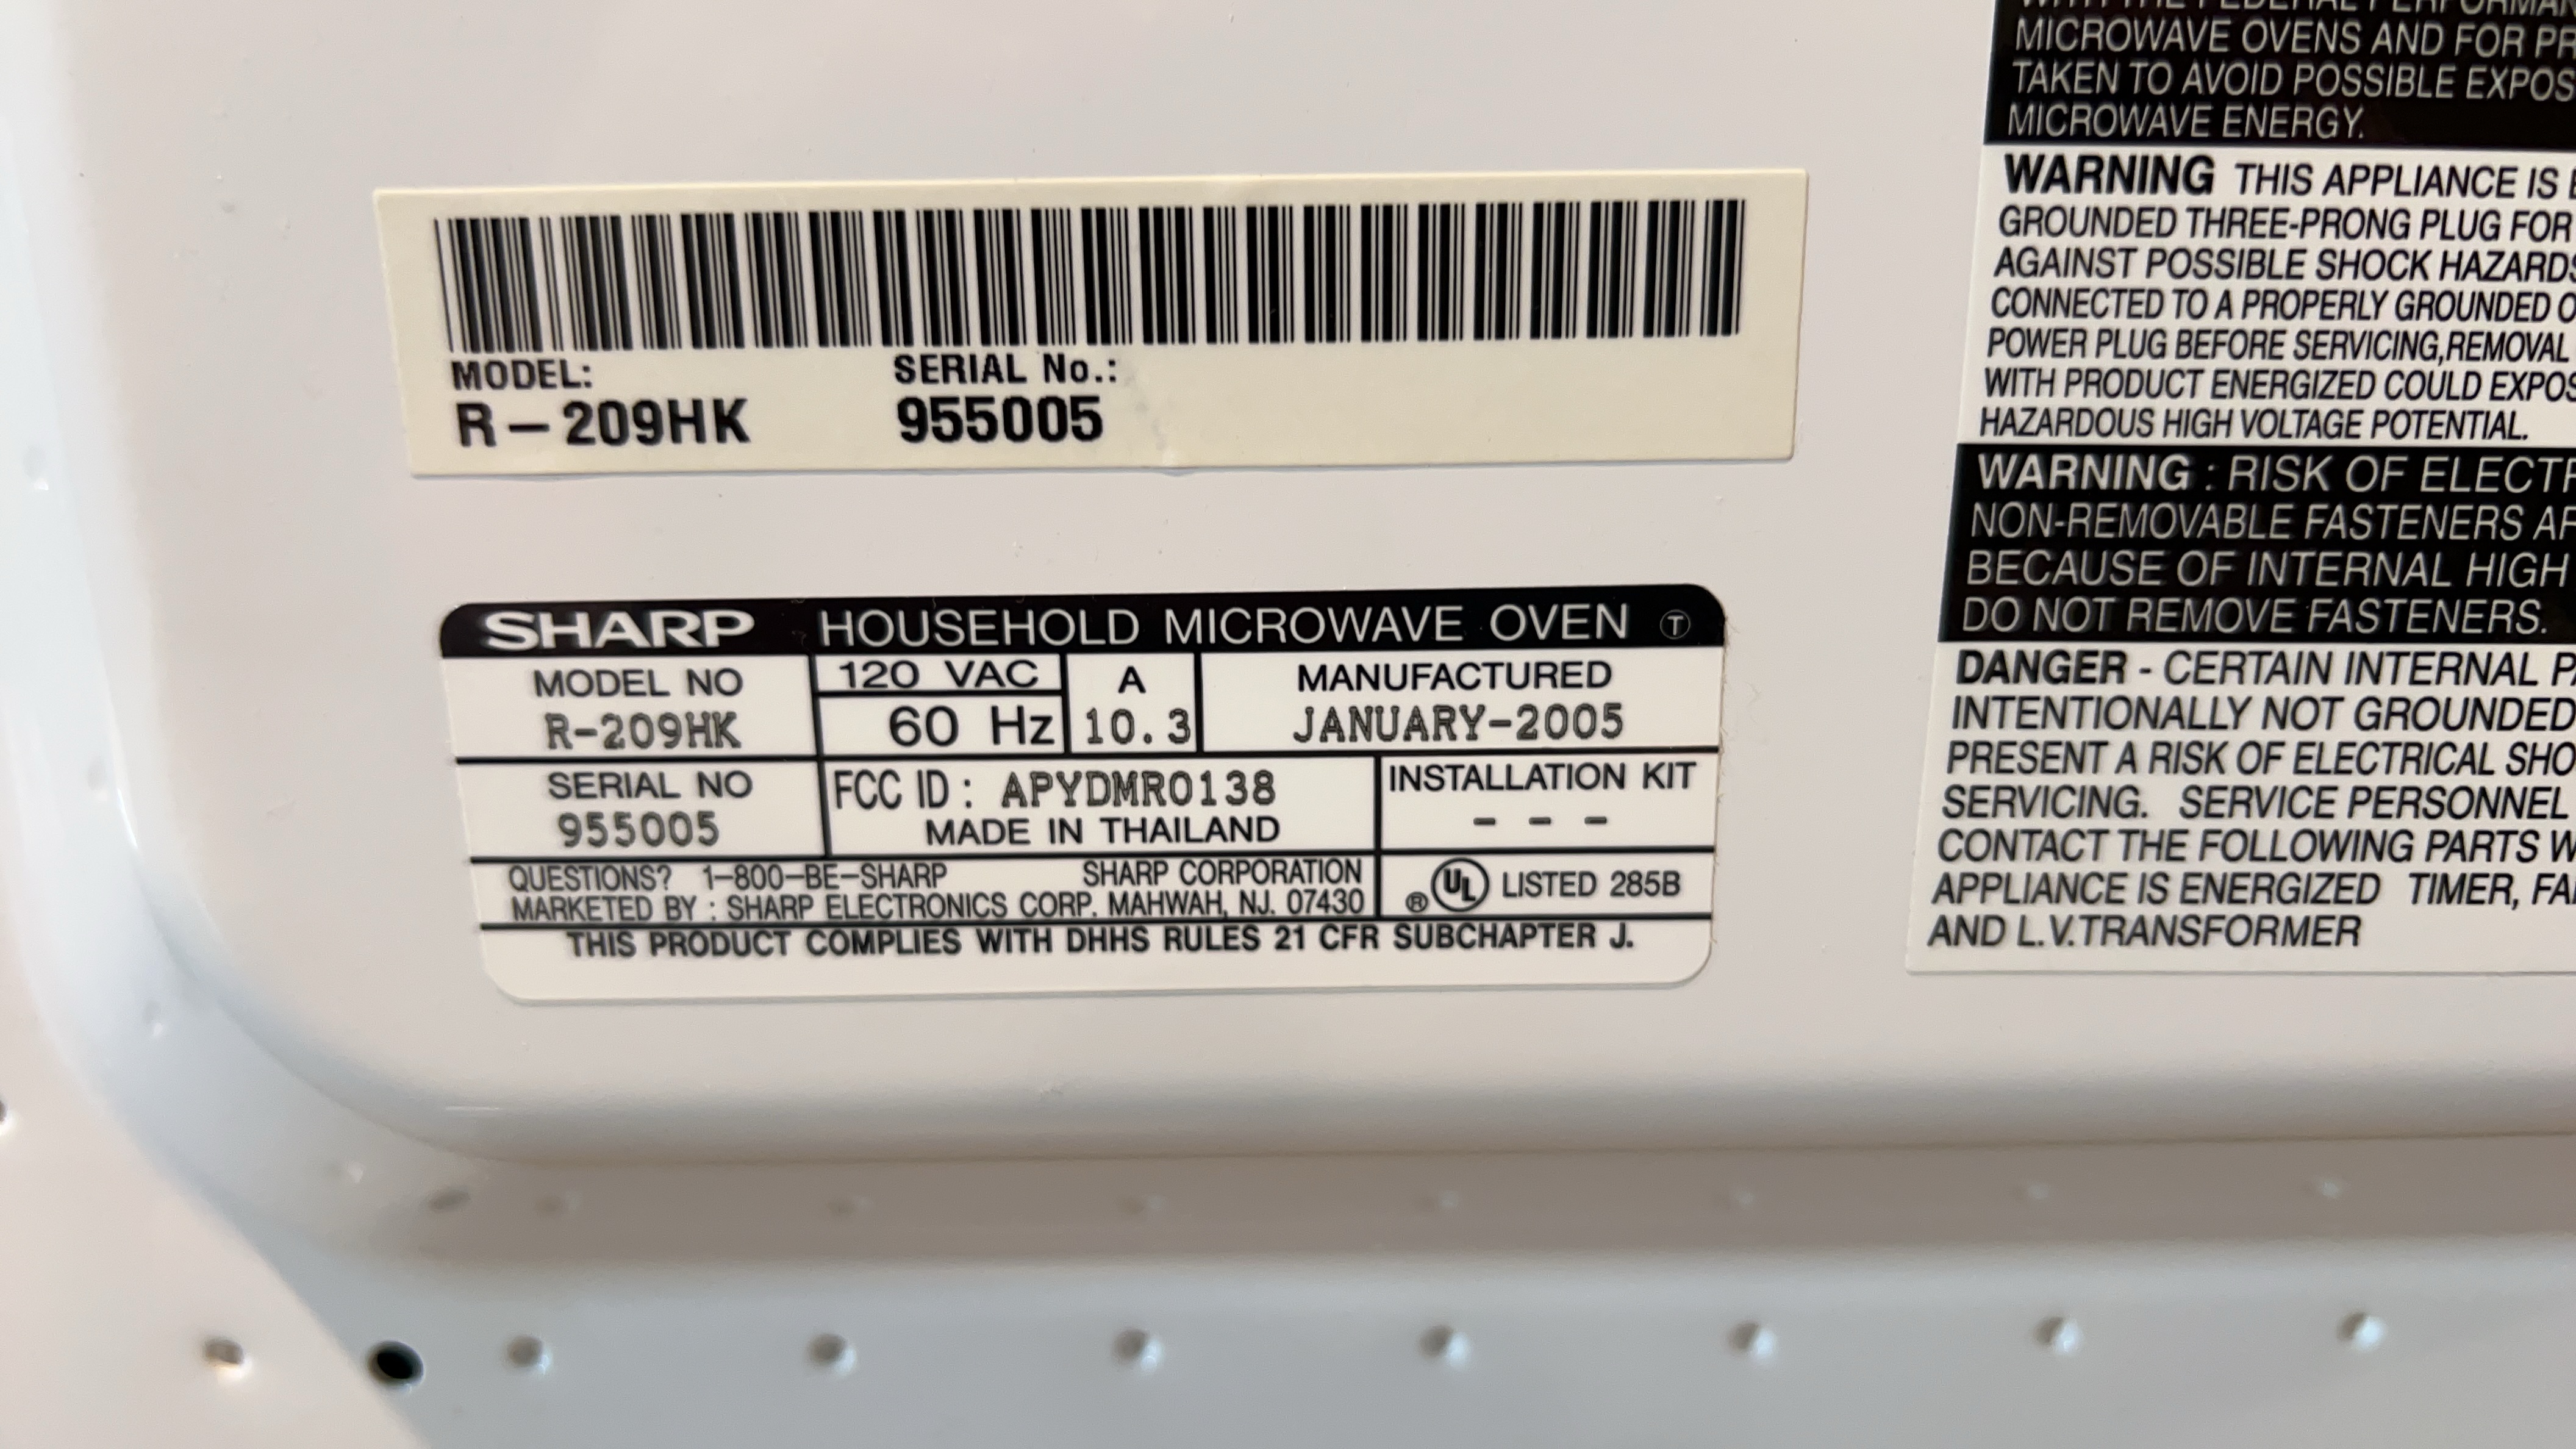 MODEL: SERIAL No.:
R-209HK 955005
SHARP HOUSEHOLD MICROWAVE OVEN T
MODEL NO 120 VAC A MANUFACTURED
R-209HK 60 Hz 10.3 JANUARY-2005
SERIAL NO FCC ID : APYDMR0138 INSTALLATION KIT
955005 MADE IN THAILAND - - -
QUESTIONS? 1-800-BE-SHARP SHARP CORPORATION
MARKETED BY : SHARP ELECTRONICS CORP. MAHWAH, NJ. 07430
® UL LISTED 285B
THIS PRODUCT COMPLIES WITH DHHS RULES 21 CFR SUBCHAPTER J.
WITH THE FEDERAL
MICROWAVE OVENS AND FOR
TAKEN TO AVOID POSSIBLE
MICROWAVE ENERGY.
WARNING THIS APPLIANCE IS
GROUNDED THREE-PRONG PLUG FOR
AGAINST POSSIBLE SHOCK
CONNECTED TO A PROPERLY GROUNDED
POWER PLUG BEFORE SERVICING,REMOVAL
WITH PRODUCT ENERGIZED COULD
HAZARDOUS HIGH VOLTAGE POTENTIAL.
WARNING : RISK OF
NON-REMOVABLE FASTENERS
BECAUSE OF INTERNAL HIGH
DO NOT REMOVE FASTENERS.
DANGER - CERTAIN INTERNAL
INTENTIONALLY NOT GROUNDED
PRESENT A RISK OF ELECTRICAL
SERVICING. SERVICE PERSONNEL
CONTACT THE FOLLOWING PARTS
APPLIANCE IS ENERGIZED TIMER,
AND L.V.TRANSFORMER